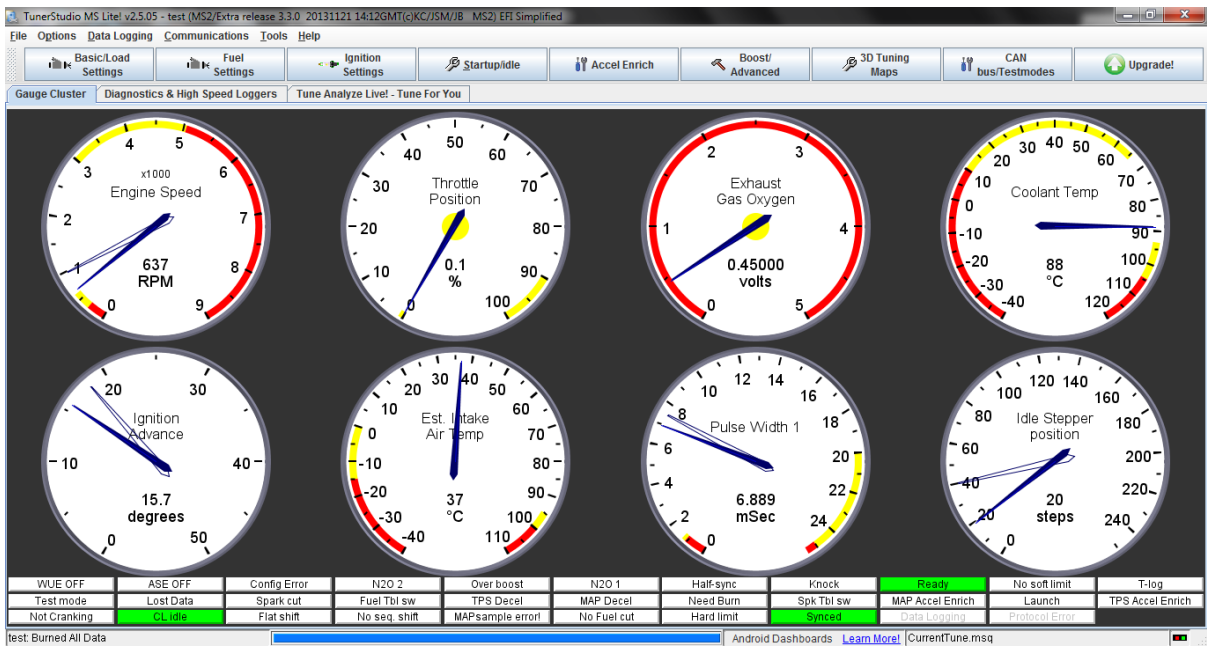 TunerStudio MS Lite! v2.5.05 - test (MS2/Extra release 3.3.0 20131121 14:12GMT(c)KC/JSM/JB MS2) EFI Simplified
File Options Data Logging Communications Tools Help
Basic/Load Settings
Fuel Settings
Ignition Settings
Startup/idle
Accel Enrich
Boost/ Advanced
3D Tuning Maps
CAN bus/Testmodes
Upgrade!
Gauge Cluster Diagnostics & High Speed Loggers Tune Analyze Live! - Tune For You
0 1 2 3 4 5 6 7 8 9
x1000
Engine Speed
637
RPM
0 10 20 30 40 50 60 70 80 90 100
Throttle
Position
0.1
%
0 1 2 3 4 5
Exhaust
Gas Oxygen
0.45000
volts
-40 -30 -20 -10 0 10 20 30 40 50 60 70 80 90 100 110 120
Coolant Temp
88
°C
0 10 20 30 40 50
Ignition
Advance
15.7
degrees
-40 -30 -20 -10 0 10 20 30 40 50 60 70 80 90 100 110
Est. Intake
Air Temp
37
°C
0 2 4 6 8 10 12 14 16 18 20 22 24
Pulse Width 1
6.889
mSec
0 20 40 60 80 100 120 140 160 180 200 220 240
Idle Stepper
position
20
steps
WUE OFF ASE OFF Config Error N2O 2 Over boost N2O 1 Half-sync Knock Ready No soft limit T-log
Test mode Lost Data Spark cut Fuel Tbl sw TPS Decel MAP Decel Need Burn Spk Tbl sw MAP Accel Enrich Launch TPS Accel Enrich
Not Cranking CL idle Flat shift No seq. shift MAPsample error! No Fuel cut Hard limit Synced Data Logging Protocol Error
test: Burned All Data Android Dashboards Learn More! CurrentTune.msq